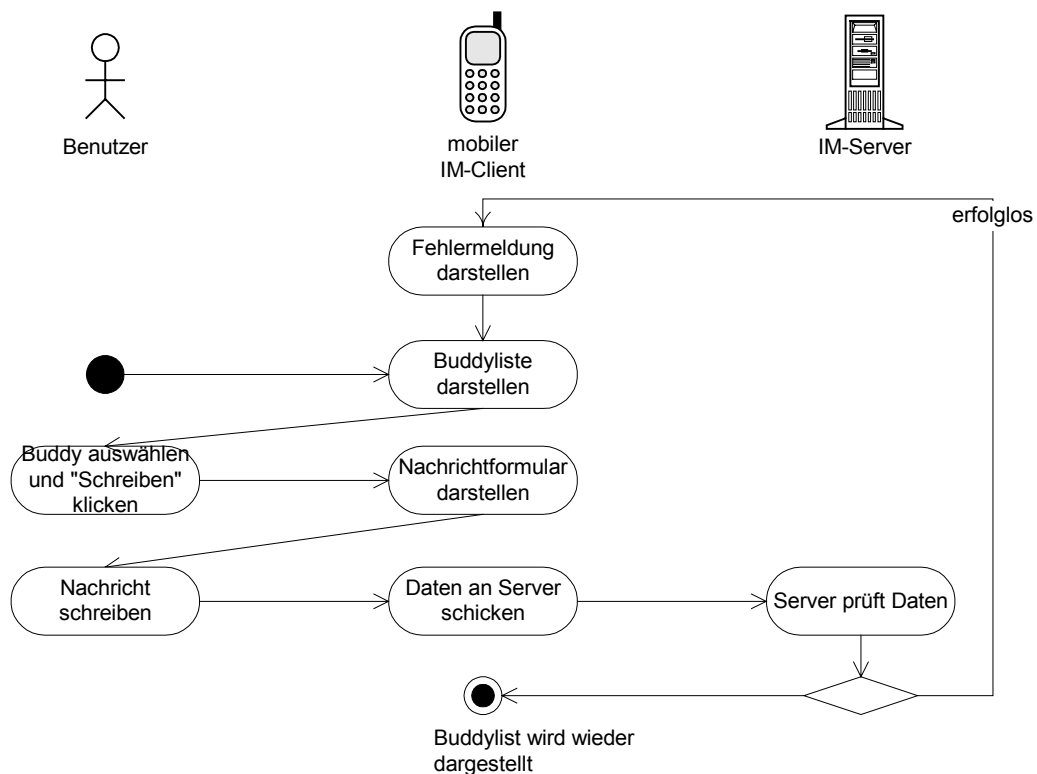 Benutzer
mobiler
IM-Client
IM-Server
erfolglos
Fehlermeldung
darstellen
Buddyliste
darstellen
Buddy auswählen
und "Schreiben"
klicken
Nachrichtformular
darstellen
Nachricht
schreiben
Daten an Server
schicken
Server prüft Daten
Buddylist wird wieder
dargestellt